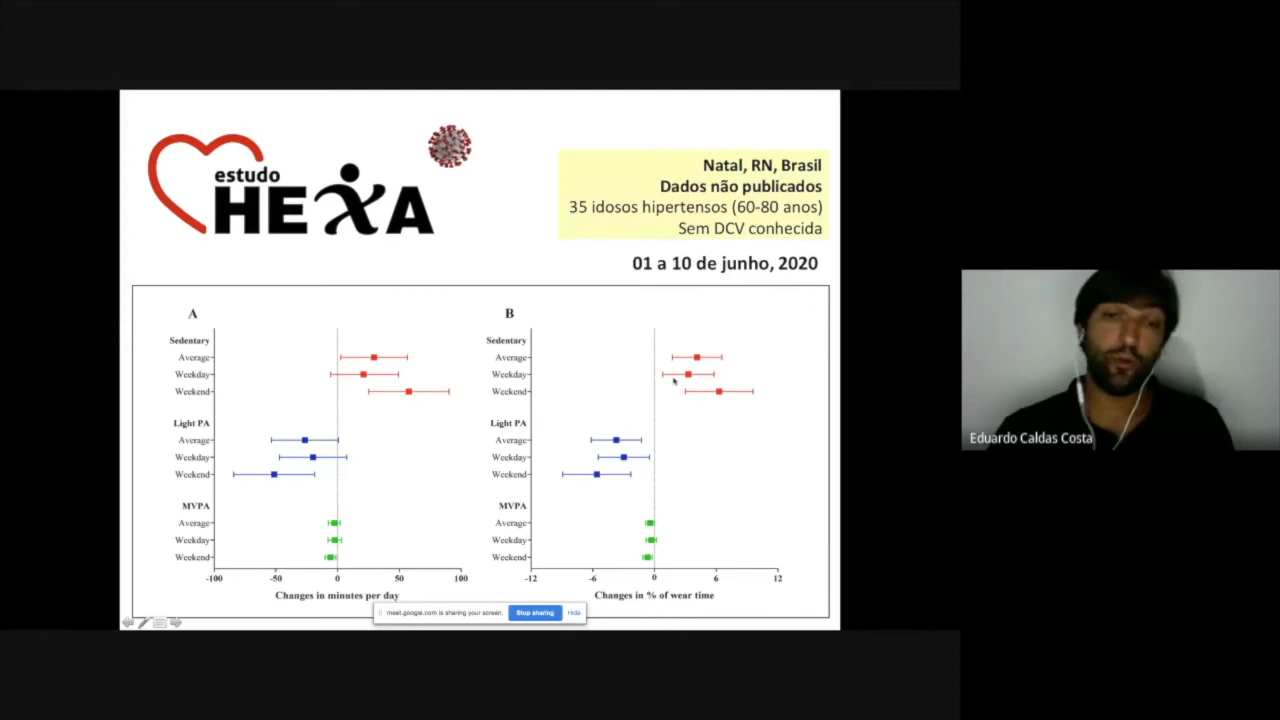 estudo
HEXA
Natal, RN, Brasil
Dados não publicados
35 idosos hipertensos (60-80 anos)
Sem DCV conhecida
01 a 10 de junho, 2020
A
Sedentary
Average
Weekday
Weekend
Light PA
Average
Weekday
Weekend
MVPA
Average
Weekday
Weekend
-100 -50 0 50 100
Changes in minutes per day
B
Sedentary
Average
Weekday
Weekend
Light PA
Average
Weekday
Weekend
MVPA
Average
Weekday
Weekend
-12 -6 0 6 12
Changes in % of wear time
meet.google.com is sharing your screen. Stop sharing Hide
Eduardo Caldas Costa